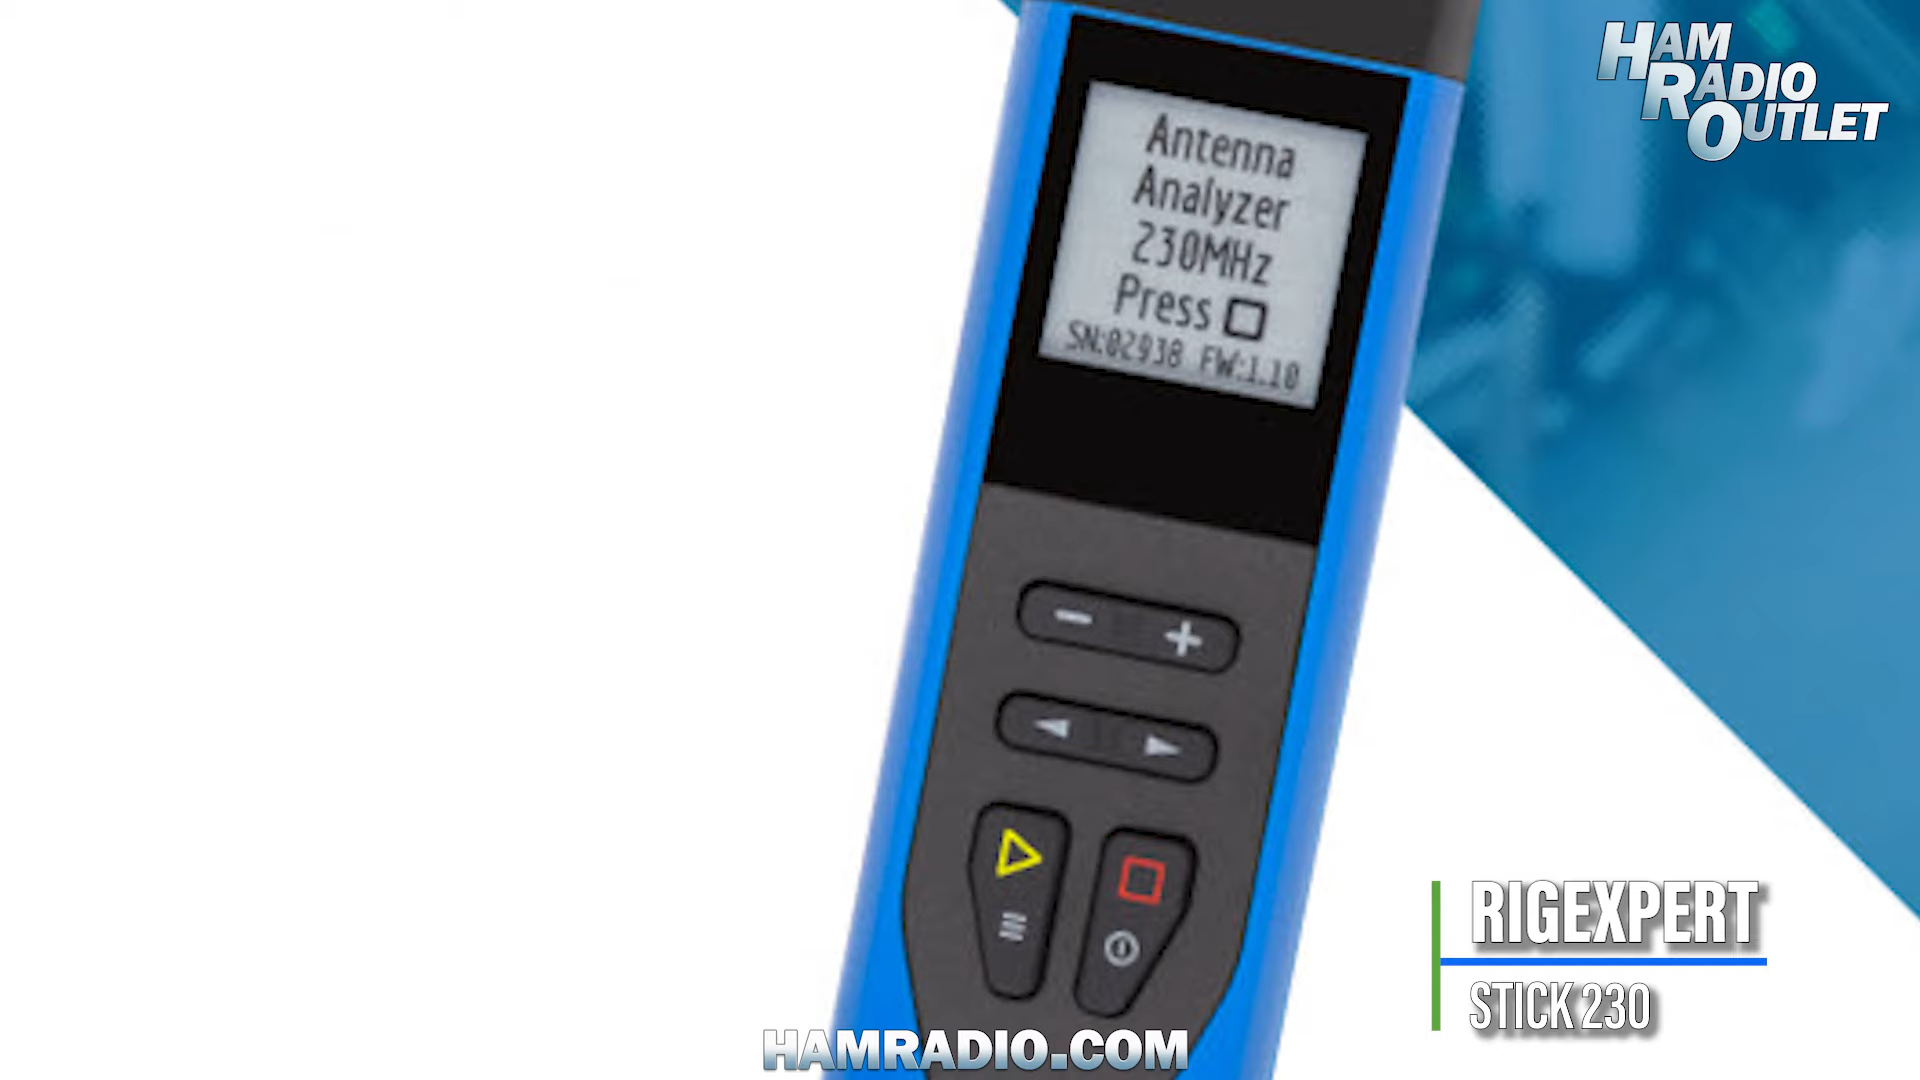 HAM
RADIO
OUTLET
Antenna
Analyzer
230MHz
Press
SN:02938 FW:1.10
RIGEXPERT
STICK 230
HAMRADIO.COM